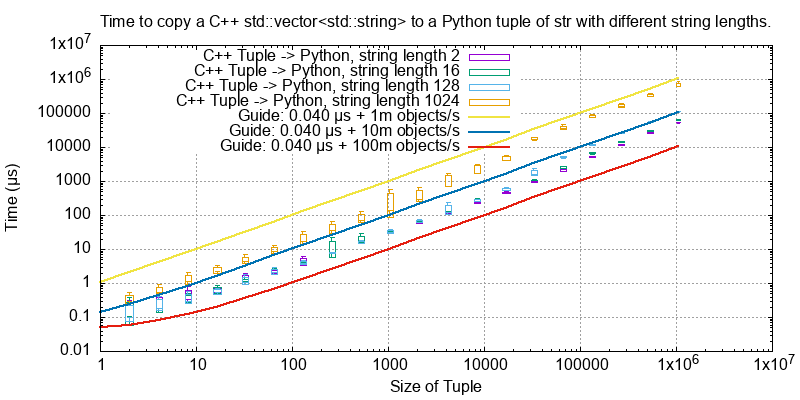 Time to copy a C++ std::vector<std::string> to a Python tuple of str with different string lengths.
1x10^7
1x10^6
100000
10000
1000
100
10
1
0.1
0.01
Time (µs)
C++ Tuple -> Python, string length 2
C++ Tuple -> Python, string length 16
C++ Tuple -> Python, string length 128
C++ Tuple -> Python, string length 1024
Guide: 0.040 µs + 1m objects/s
Guide: 0.040 µs + 10m objects/s
Guide: 0.040 µs + 100m objects/s
1 10 100 1000 10000 100000 1x10^6 1x10^7
Size of Tuple